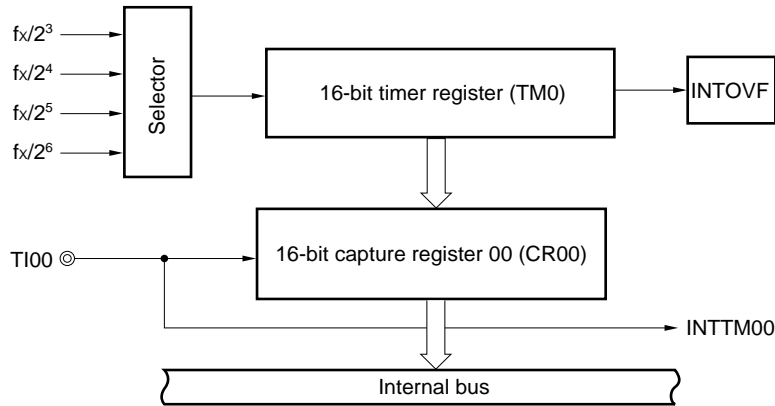 fx/2³
fx/2⁴
fx/2⁵
fx/2⁶
Selector
16-bit timer register (TM0)
INTOVF
TI00
16-bit capture register 00 (CR00)
INTTM00
Internal bus